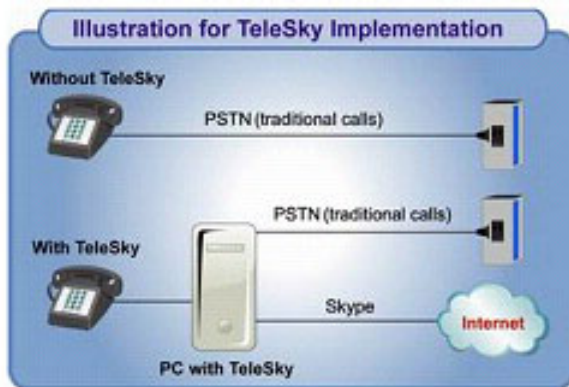 Illustration for TeleSky Implementation
Without TeleSky
PSTN (traditional calls)
PSTN (traditional calls)
With TeleSky
Skype
Internet
PC with TeleSky